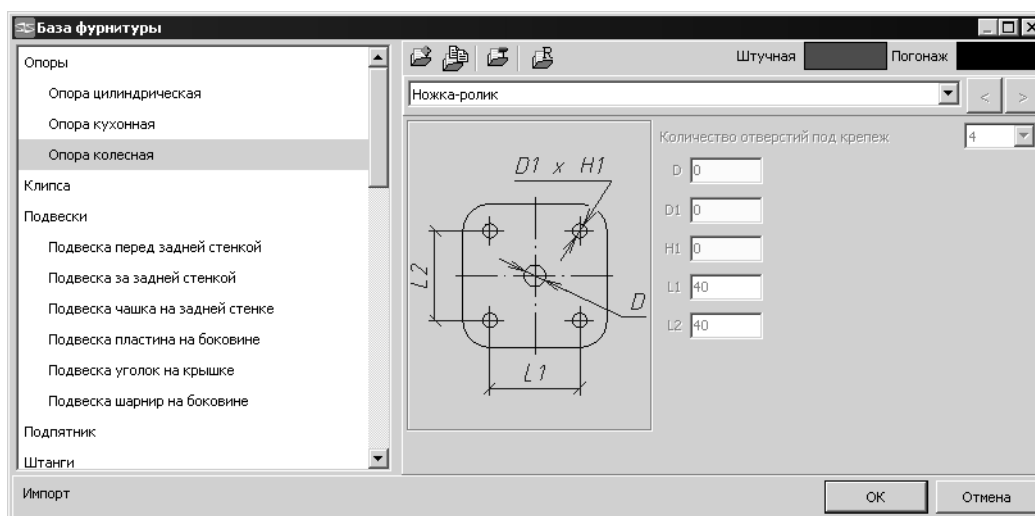 База фурнитуры
Опоры
Опора цилиндрическая
Опора кухонная
Опора колесная
Клипса
Подвески
Подвеска перед задней стенкой
Подвеска за задней стенкой
Подвеска чашка на задней стенке
Подвеска пластина на боковине
Подвеска уголок на крышке
Подвеска шарнир на боковине
Подпятник
Штанги
R
Штучная Погонаж
Ножка-ролик < >
D1 x H1
L2
D
L1
Количество отверстий под крепеж 4
D 0
D1 0
H1 0
L1 40
L2 40
Импорт
ОК Отмена